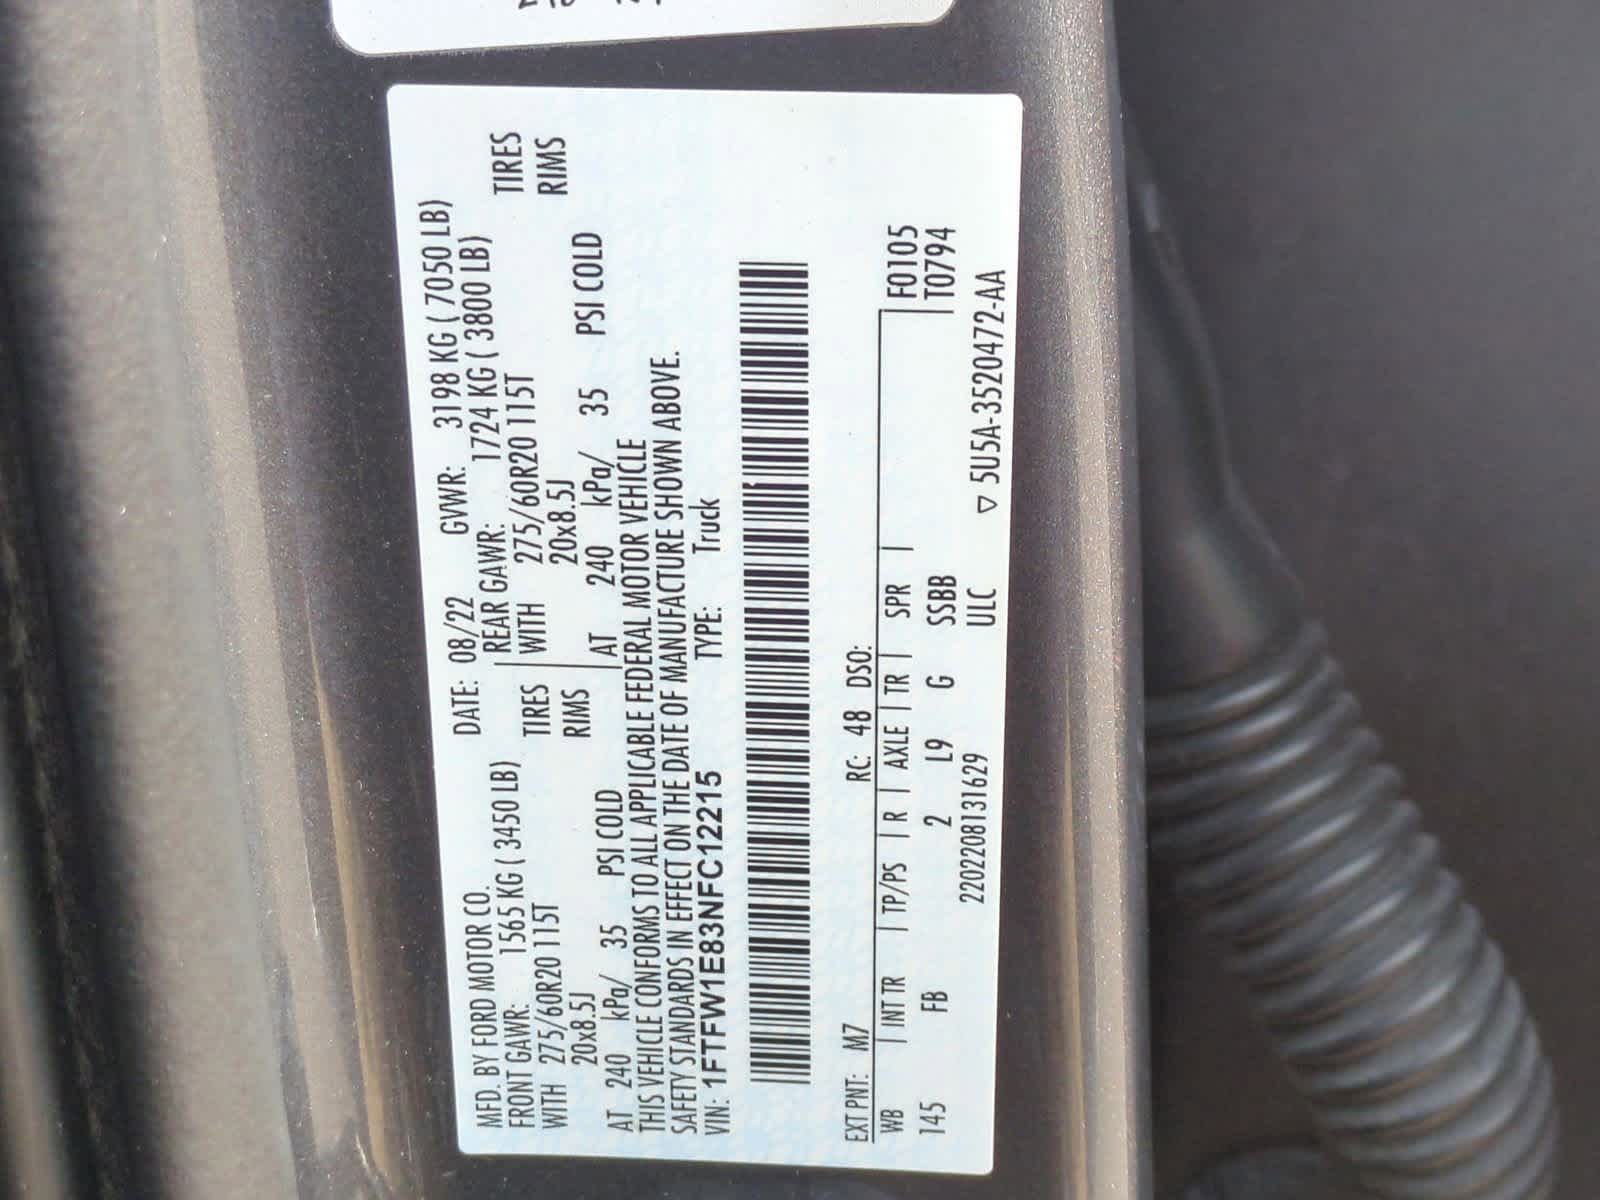 MFD. BY FORD MOTOR CO. DATE: 08/22 GVWR: 3198 KG ( 7050 LB)
FRONT GAWR: 1565 KG ( 3450 LB) REAR GAWR: 1724 KG ( 3800 LB)
WITH 275/60R20 115T TIRES WITH 275/60R20 115T TIRES
20x8.5J RIMS 20x8.5J RIMS
AT 240 kPa/ 35 PSI COLD AT 240 kPa/ 35 PSI COLD
THIS VEHICLE CONFORMS TO ALL APPLICABLE FEDERAL MOTOR VEHICLE
SAFETY STANDARDS IN EFFECT ON THE DATE OF MANUFACTURE SHOWN ABOVE.
VIN: 1FTFW1E83NFC12215 TYPE: Truck
EXT PNT: M7 RC: 48 DSO:
WB INT TR TP/PS R AXLE TR SPR F0105
145 FB 2 L9 G SSBB T0794
220220813​1629 ULC ▽ 5U5A-3520472-AA